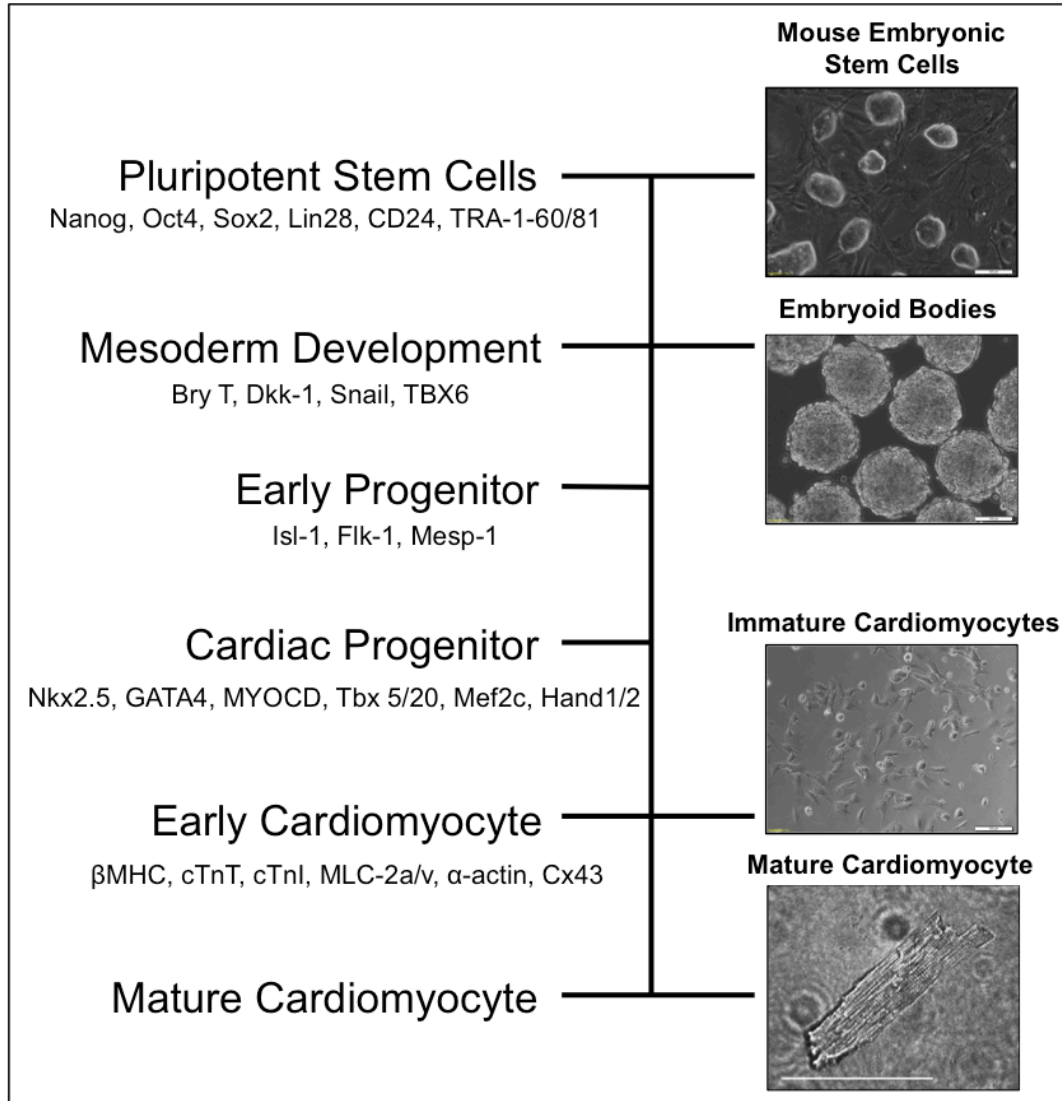 Mouse Embryonic
Stem Cells
Pluripotent Stem Cells
Nanog, Oct4, Sox2, Lin28, CD24, TRA-1-60/81
Embryoid Bodies
Mesoderm Development
Bry T, Dkk-1, Snail, TBX6
Early Progenitor
Isl-1, Flk-1, Mesp-1
Immature Cardiomyocytes
Cardiac Progenitor
Nkx2.5, GATA4, MYOCD, Tbx 5/20, Mef2c, Hand1/2
Early Cardiomyocyte
βMHC, cTnT, cTnI, MLC-2a/v, α-actin, Cx43
Mature Cardiomyocyte
Mature Cardiomyocyte